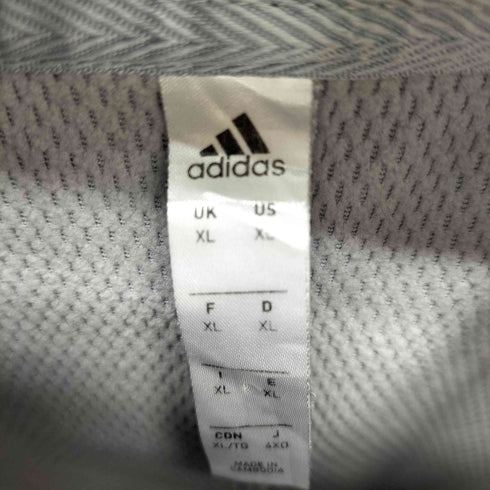 adidas
UK US
XL XL
F D
XL XL
I E
XL XL
CDN J
XL/TG 4XO
MADE IN
CAMBODIA